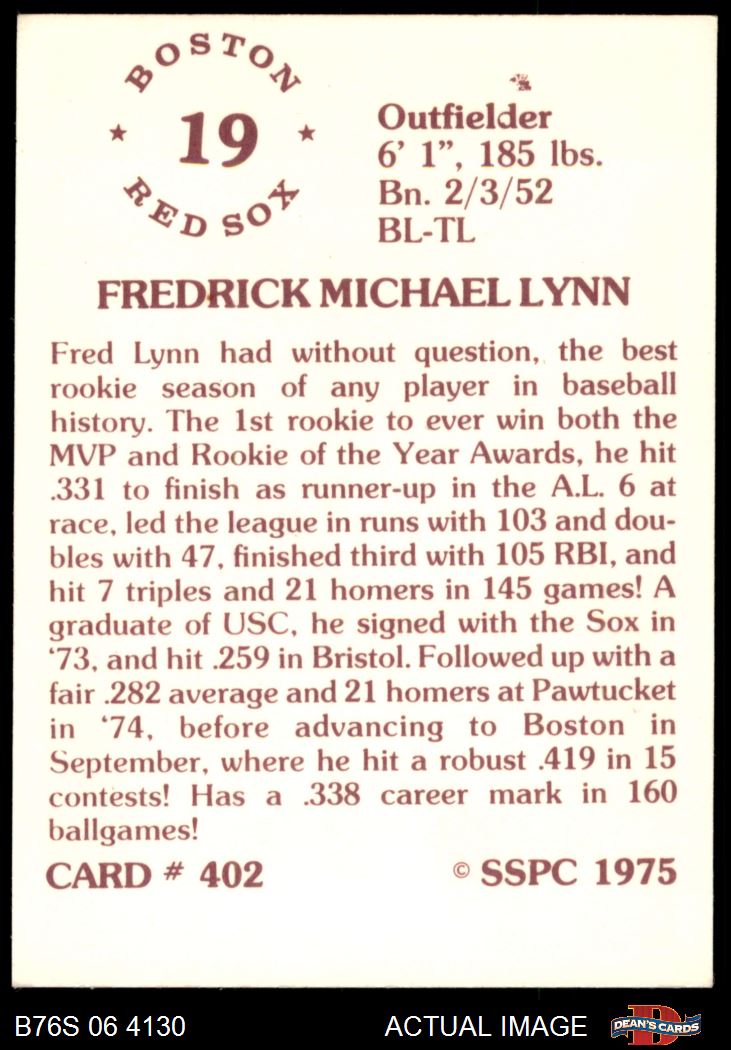 BOSTON
★ 19 ★
RED SOX
Outfielder
6’ 1”, 185 lbs.
Bn. 2/3/52
BL-TL
FREDRICK MICHAEL LYNN
Fred Lynn had without question, the best
rookie season of any player in baseball
history. The 1st rookie to ever win both the
MVP and Rookie of the Year Awards, he hit
.331 to finish as runner-up in the A.L. 6 at
race, led the league in runs with 103 and dou-
bles with 47, finished third with 105 RBI, and
hit 7 triples and 21 homers in 145 games! A
graduate of USC, he signed with the Sox in
‘73, and hit .259 in Bristol. Followed up with a
fair .282 average and 21 homers at Pawtucket
in ‘74, before advancing to Boston in
September, where he hit a robust .419 in 15
contests! Has a .338 career mark in 160
ballgames!
CARD # 402 © SSPC 1975
B76S 06 4130 ACTUAL IMAGE D DEAN'S CARDS